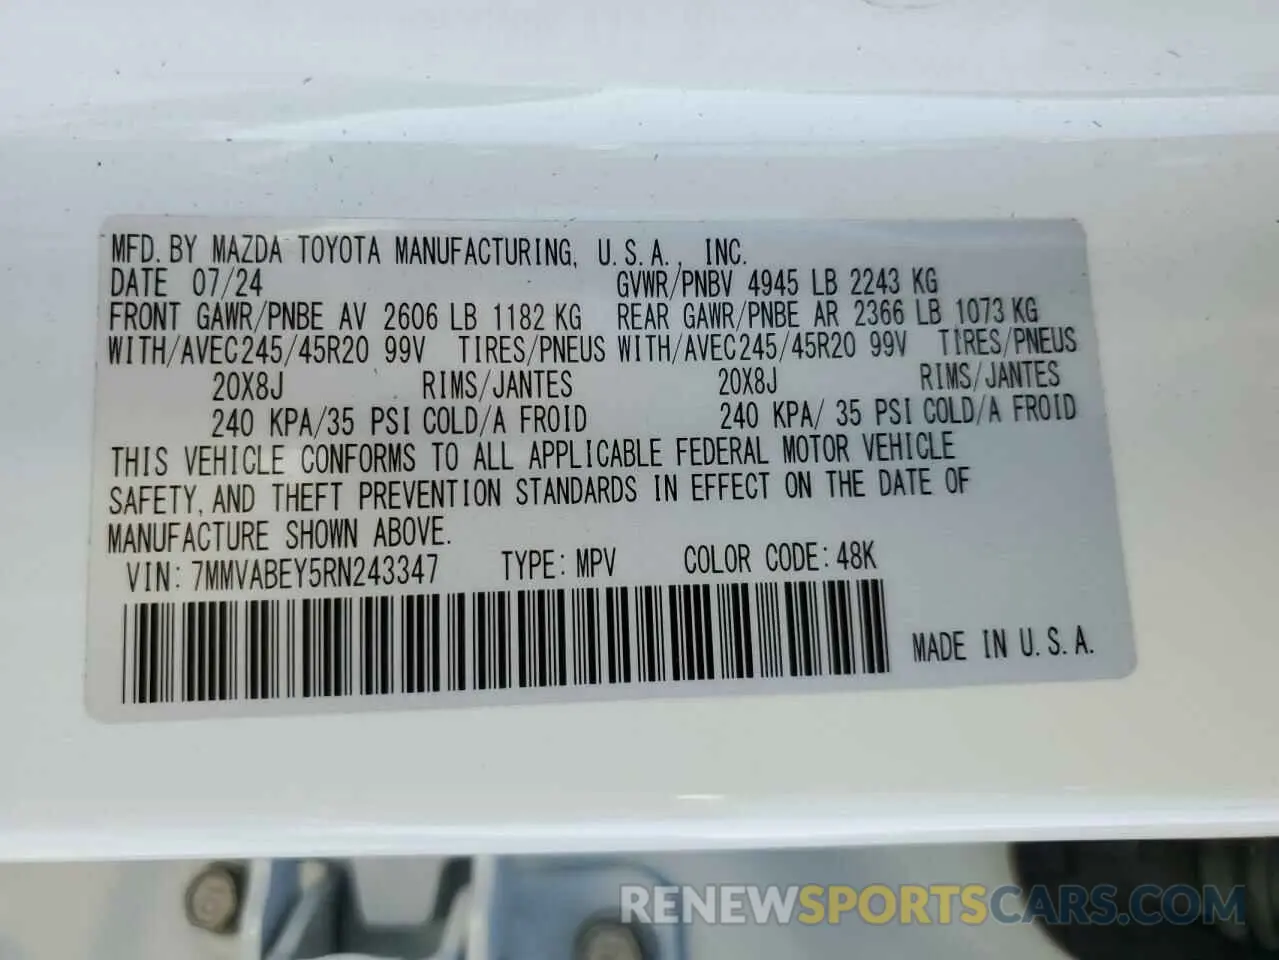 MFD. BY MAZDA TOYOTA MANUFACTURING, U.S.A., INC.
DATE 07/24 GVWR/PNBV 4945 LB 2243 KG
FRONT GAWR/PNBE AV 2606 LB 1182 KG REAR GAWR/PNBE AR 2366 LB 1073 KG
WITH/AVEC245/45R20 99V TIRES/PNEUS WITH/AVEC245/45R20 99V TIRES/PNEUS
20X8J RIMS/JANTES 20X8J RIMS/JANTES
240 KPA/35 PSI COLD/A FROID 240 KPA/ 35 PSI COLD/A FROID
THIS VEHICLE CONFORMS TO ALL APPLICABLE FEDERAL MOTOR VEHICLE
SAFETY, AND THEFT PREVENTION STANDARDS IN EFFECT ON THE DATE OF
MANUFACTURE SHOWN ABOVE.
VIN: 7MMVABEY5RN243347 TYPE: MPV COLOR CODE: 48K
MADE IN U.S.A.
RENEWSPORTSCARS.COM